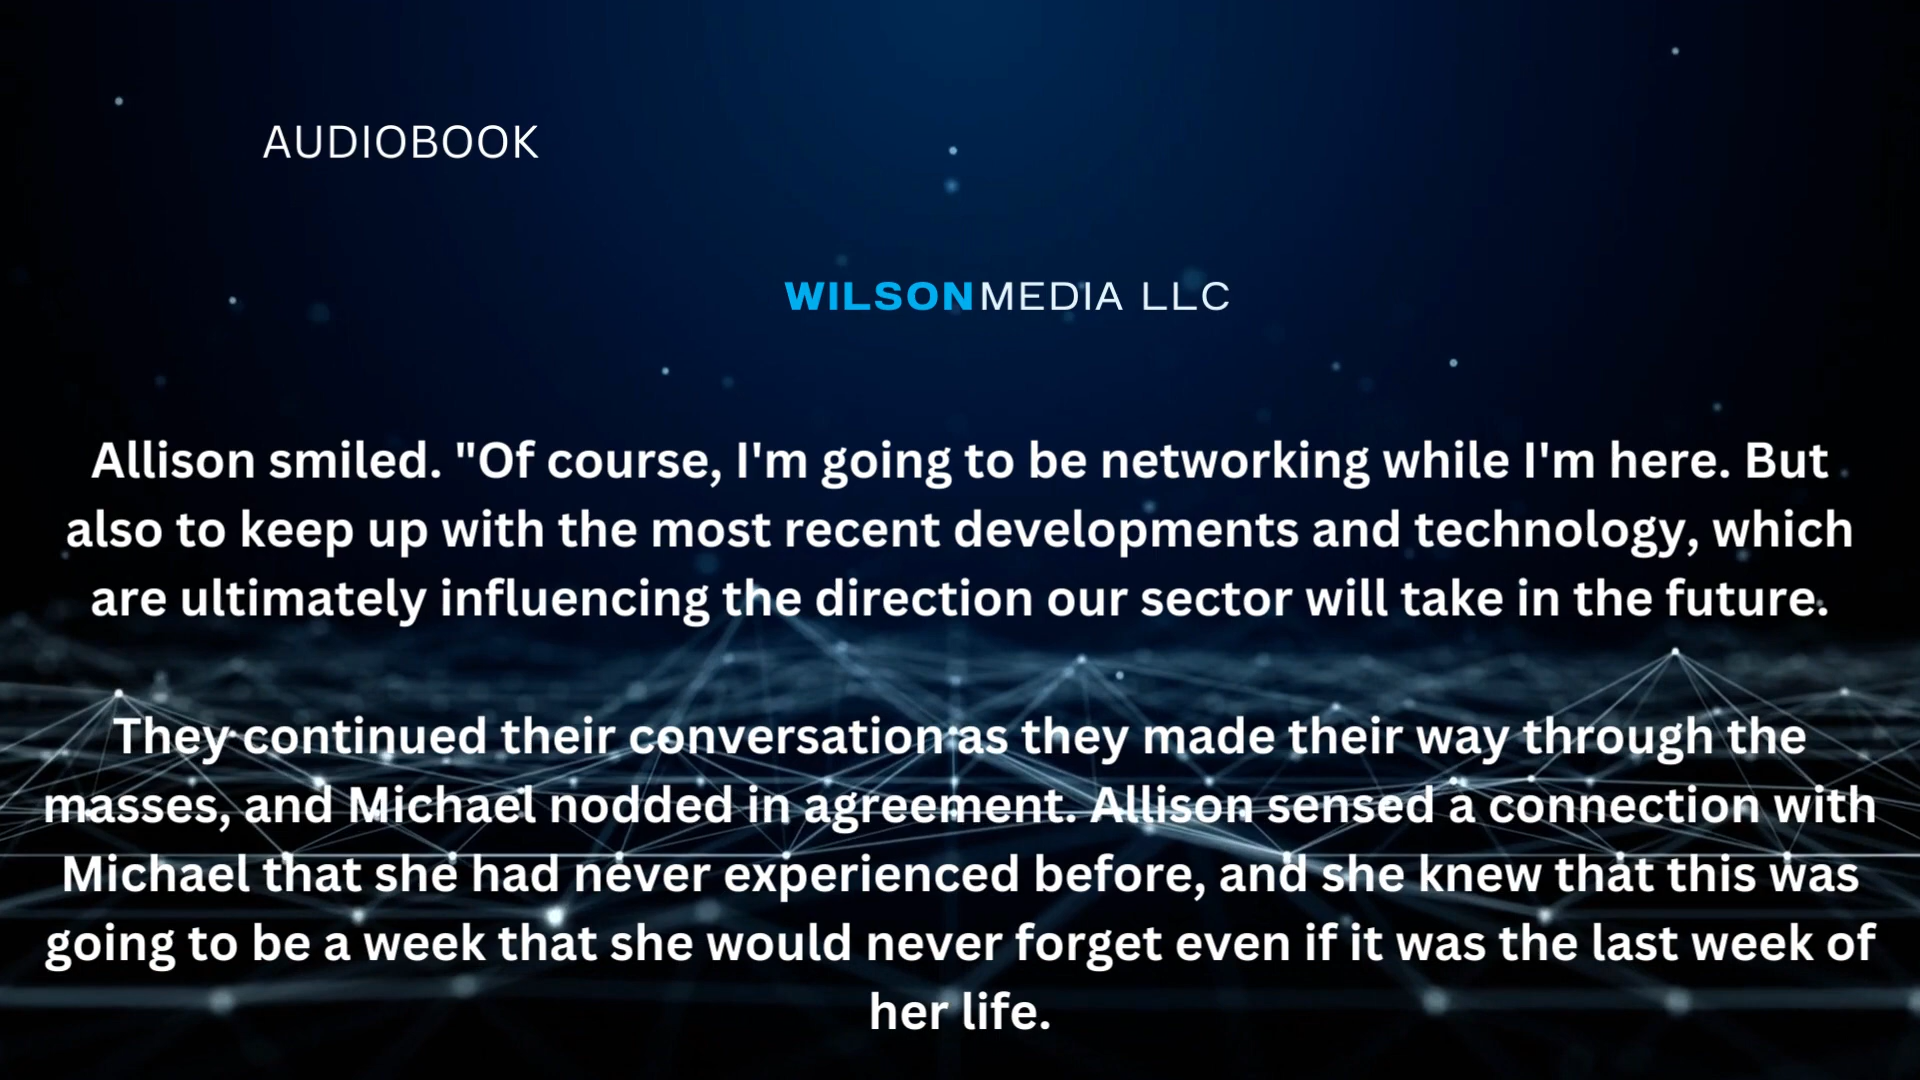 AUDIOBOOK
WILSONMEDIA LLC
Allison smiled. "Of course, I'm going to be networking while I'm here. But
also to keep up with the most recent developments and technology, which
are ultimately influencing the direction our sector will take in the future.
They continued their conversation as they made their way through the
masses, and Michael nodded in agreement. Allison sensed a connection with
Michael that she had never experienced before, and she knew that this was
going to be a week that she would never forget even if it was the last week of
her life.